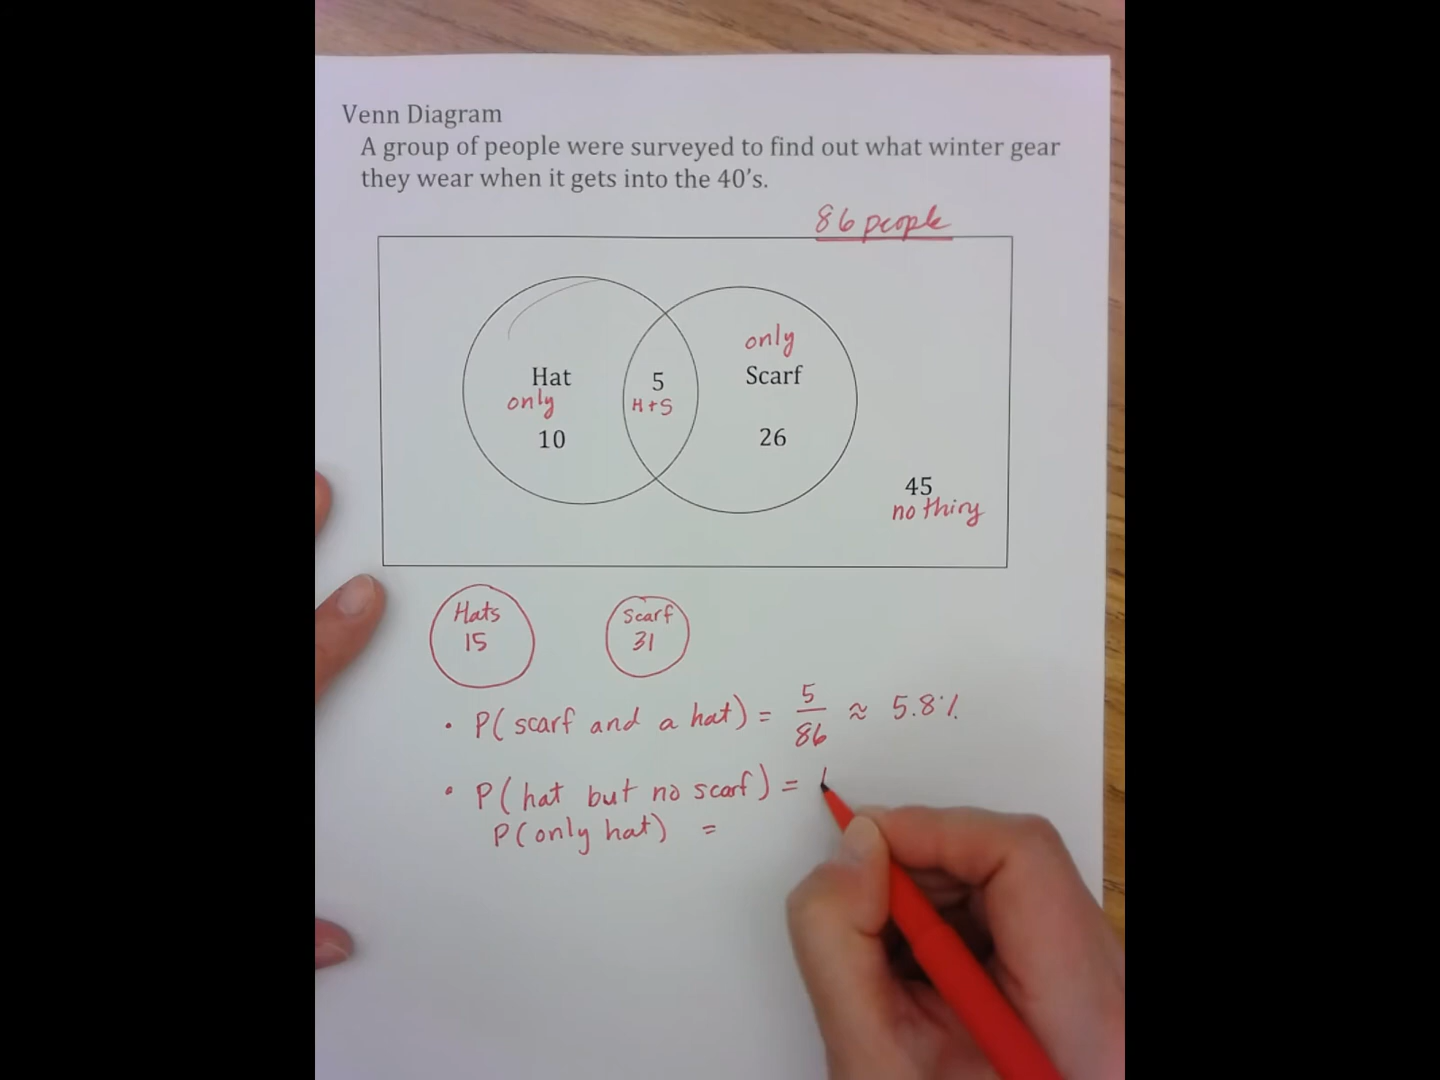 Venn Diagram
A group of people were surveyed to find out what winter gear
they wear when it gets into the 40's.
86 people
only
Hat
5
Scarf
only
H+S
10
26
45
nothing
Hats
15
Scarf
31
• P(scarf and a hat) = 5/86 ≈ 5.8%
• P(hat but no scarf) =
P(only hat) =